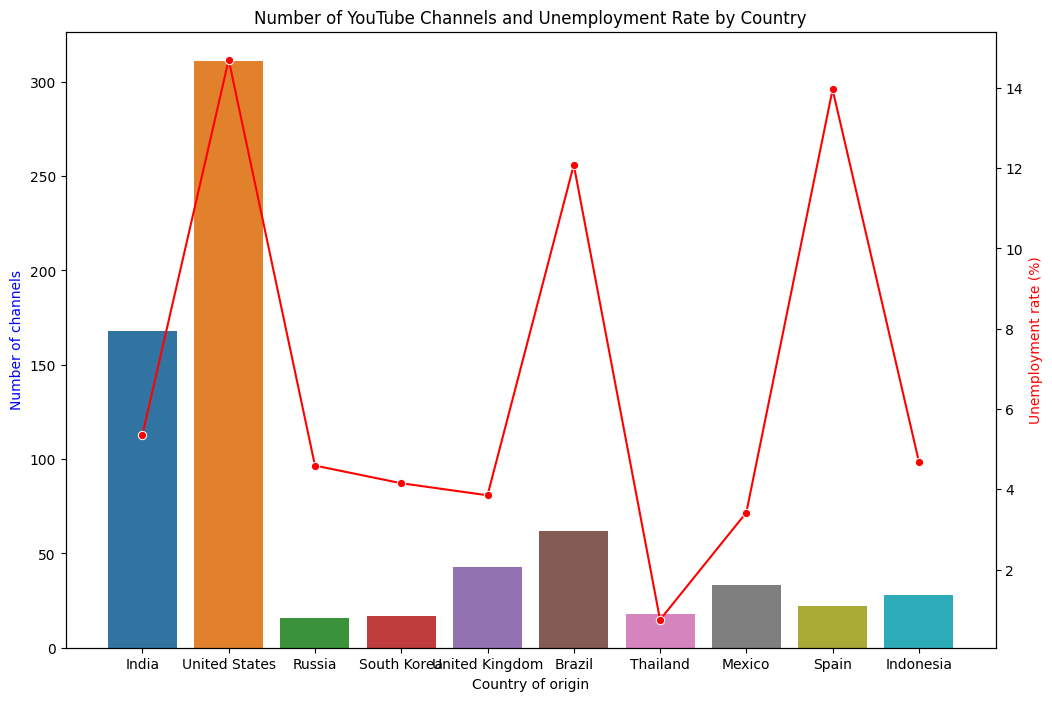 Number of YouTube Channels and Unemployment Rate by Country
Number of channels
300
250
200
150
100
50
0
14
12
10
8
6
4
2
Unemployment rate (%)
India United States Russia South Korea United Kingdom Brazil Thailand Mexico Spain Indonesia
Country of origin